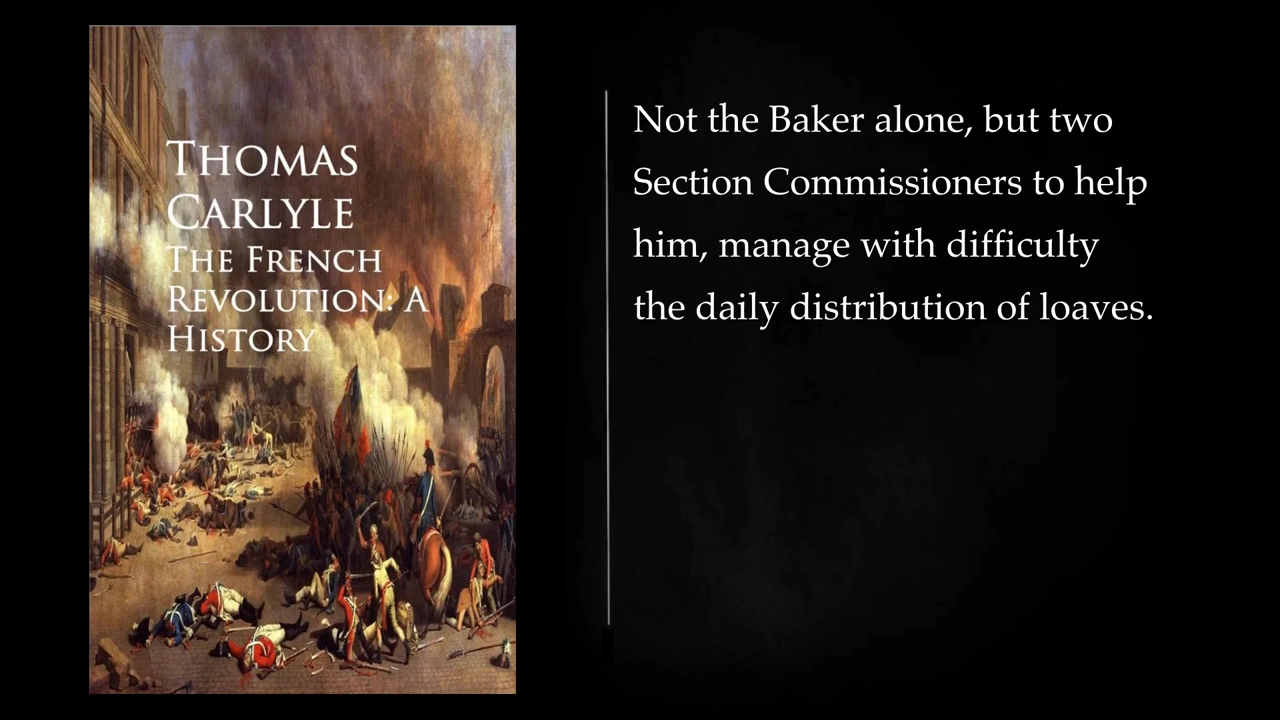 THOMAS
CARLYLE
THE FRENCH
REVOLUTION: A
HISTORY
Not the Baker alone, but two
Section Commissioners to help
him, manage with difficulty
the daily distribution of loaves.